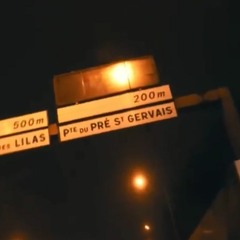 500m
LILAS
200m
PTE DU PRÉ ST GERVAIS